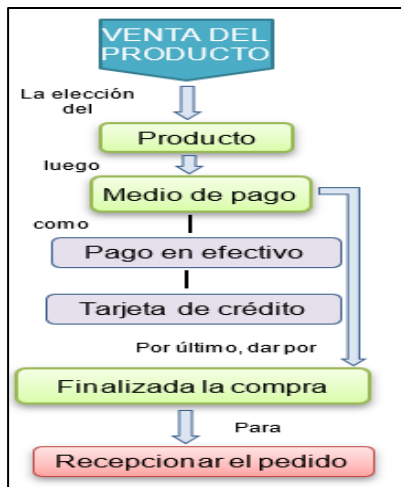 VENTA DEL
PRODUCTO
La elección
del
Producto
luego
Medio de pago
como
Pago en efectivo
Tarjeta de crédito
Por último, dar por
Finalizada la compra
Para
Recepcionar el pedido